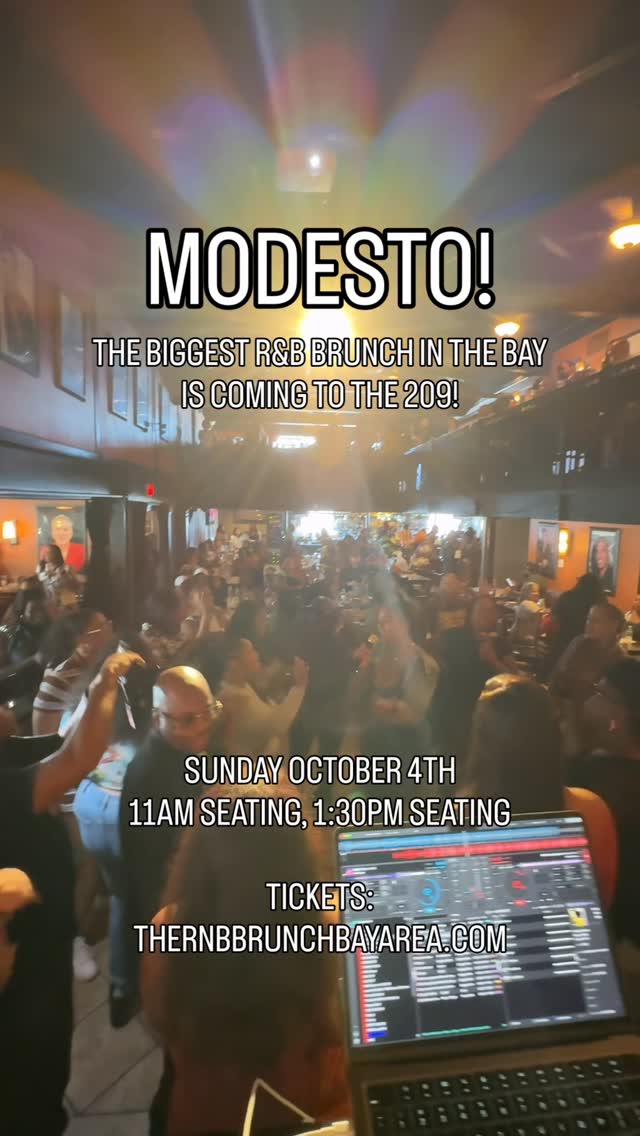 MODESTO!
THE BIGGEST R&B BRUNCH IN THE BAY
IS COMING TO THE 209!
SUNDAY OCTOBER 4TH
11AM SEATING, 1:30PM SEATING
TICKETS:
THERNBBRUNCHBAYAREA.COM